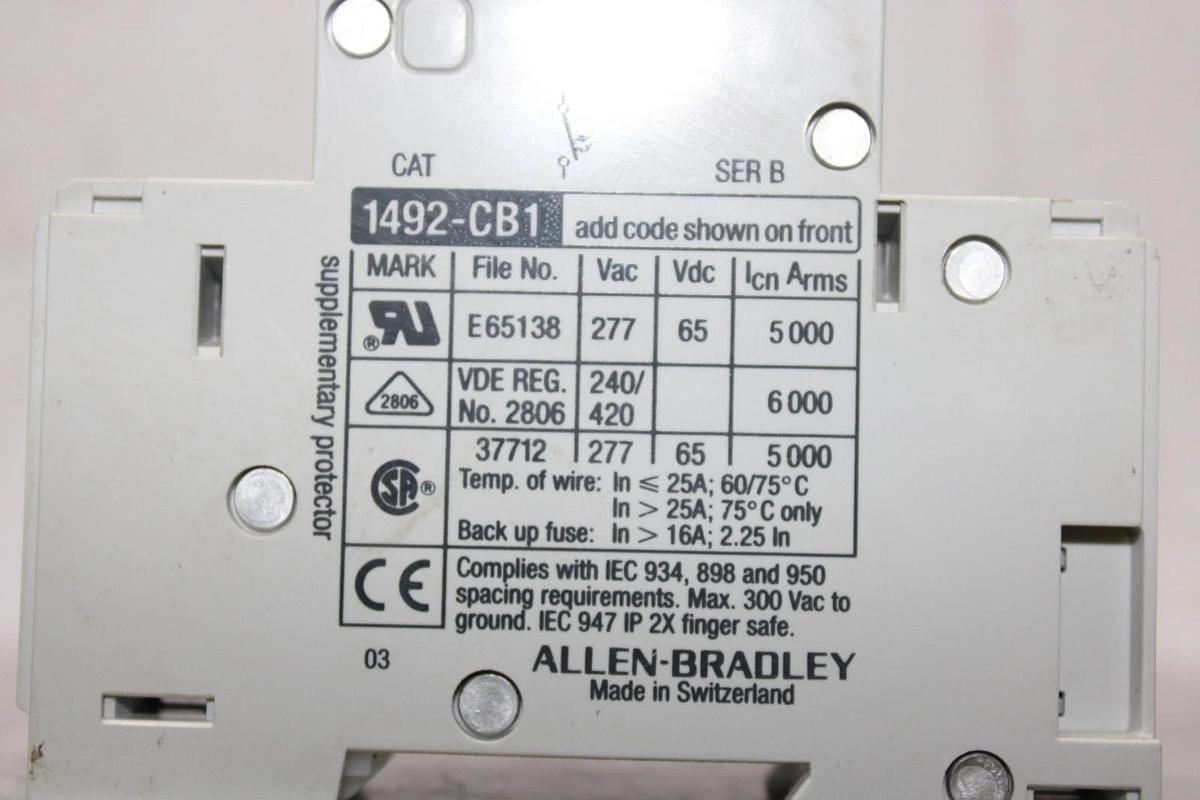 CAT SER B
1492-CB1 add code shown on front
MARK File No. Vac Vdc Icn Arms
RU® E65138 277 65 5 000
2806 VDE REG. No. 2806 240/ 420 6 000
SA® 37712 277 65 5 000
Temp. of wire: In ≤ 25A; 60/75°C
In > 25A; 75°C only
Back up fuse: In > 16A; 2.25 In
CE Complies with IEC 934, 898 and 950
spacing requirements. Max. 300 Vac to
ground. IEC 947 IP 2X finger safe.
supplementary protector
03 ALLEN-BRADLEY
Made in Switzerland